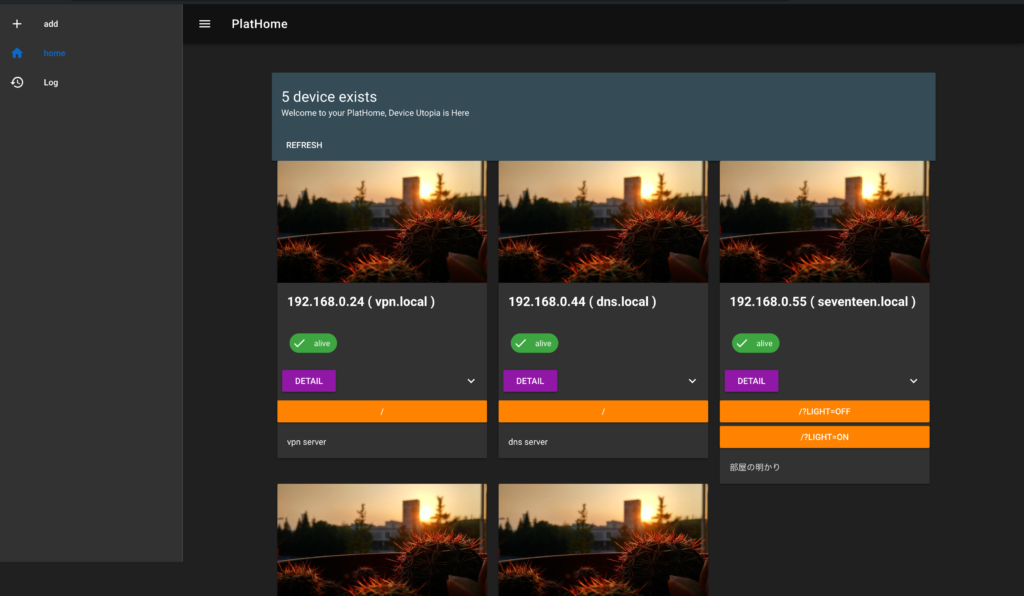 add
home
Log
PlatHome
5 device exists
Welcome to your PlatHome, Device Utopia is Here
REFRESH
192.168.0.24 ( vpn.local )
alive
DETAIL
/
vpn server
192.168.0.44 ( dns.local )
alive
DETAIL
/
dns server
192.168.0.55 ( seventeen.local )
alive
DETAIL
/?LIGHT=OFF
/?LIGHT=ON
部屋の明かり